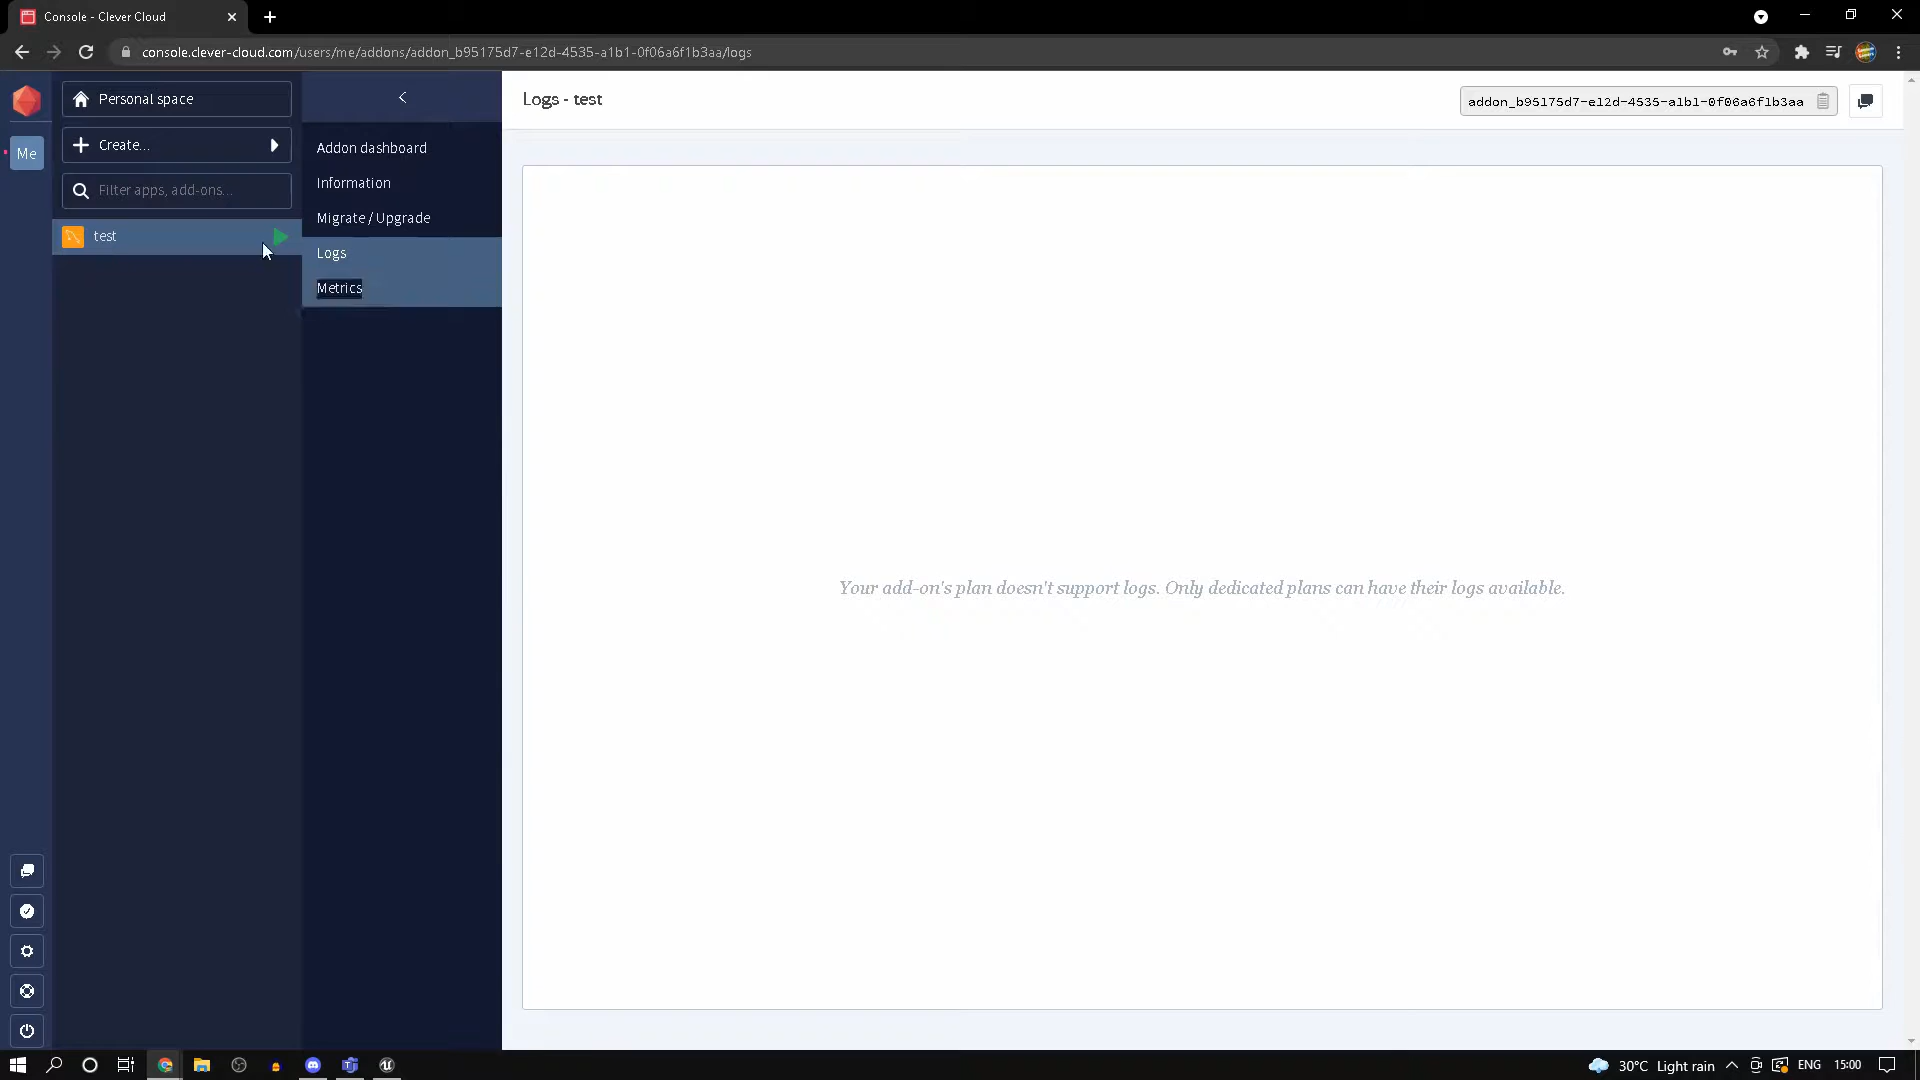 Console - Clever Cloud
console.clever-cloud.com/users/me/addons/addon_b95175d7-e12d-4535-a1b1-0f06a6f1b3aa/logs
Personal space
Me
Create...
Filter apps, add-ons...
test
Addon dashboard
Information
Migrate / Upgrade
Logs
Metrics
Logs - test
addon_b95175d7-e12d-4535-a1b1-0f06a6f1b3aa
Your add-on's plan doesn't support logs. Only dedicated plans can have their logs available.
30°C Light rain
ENG
15:00